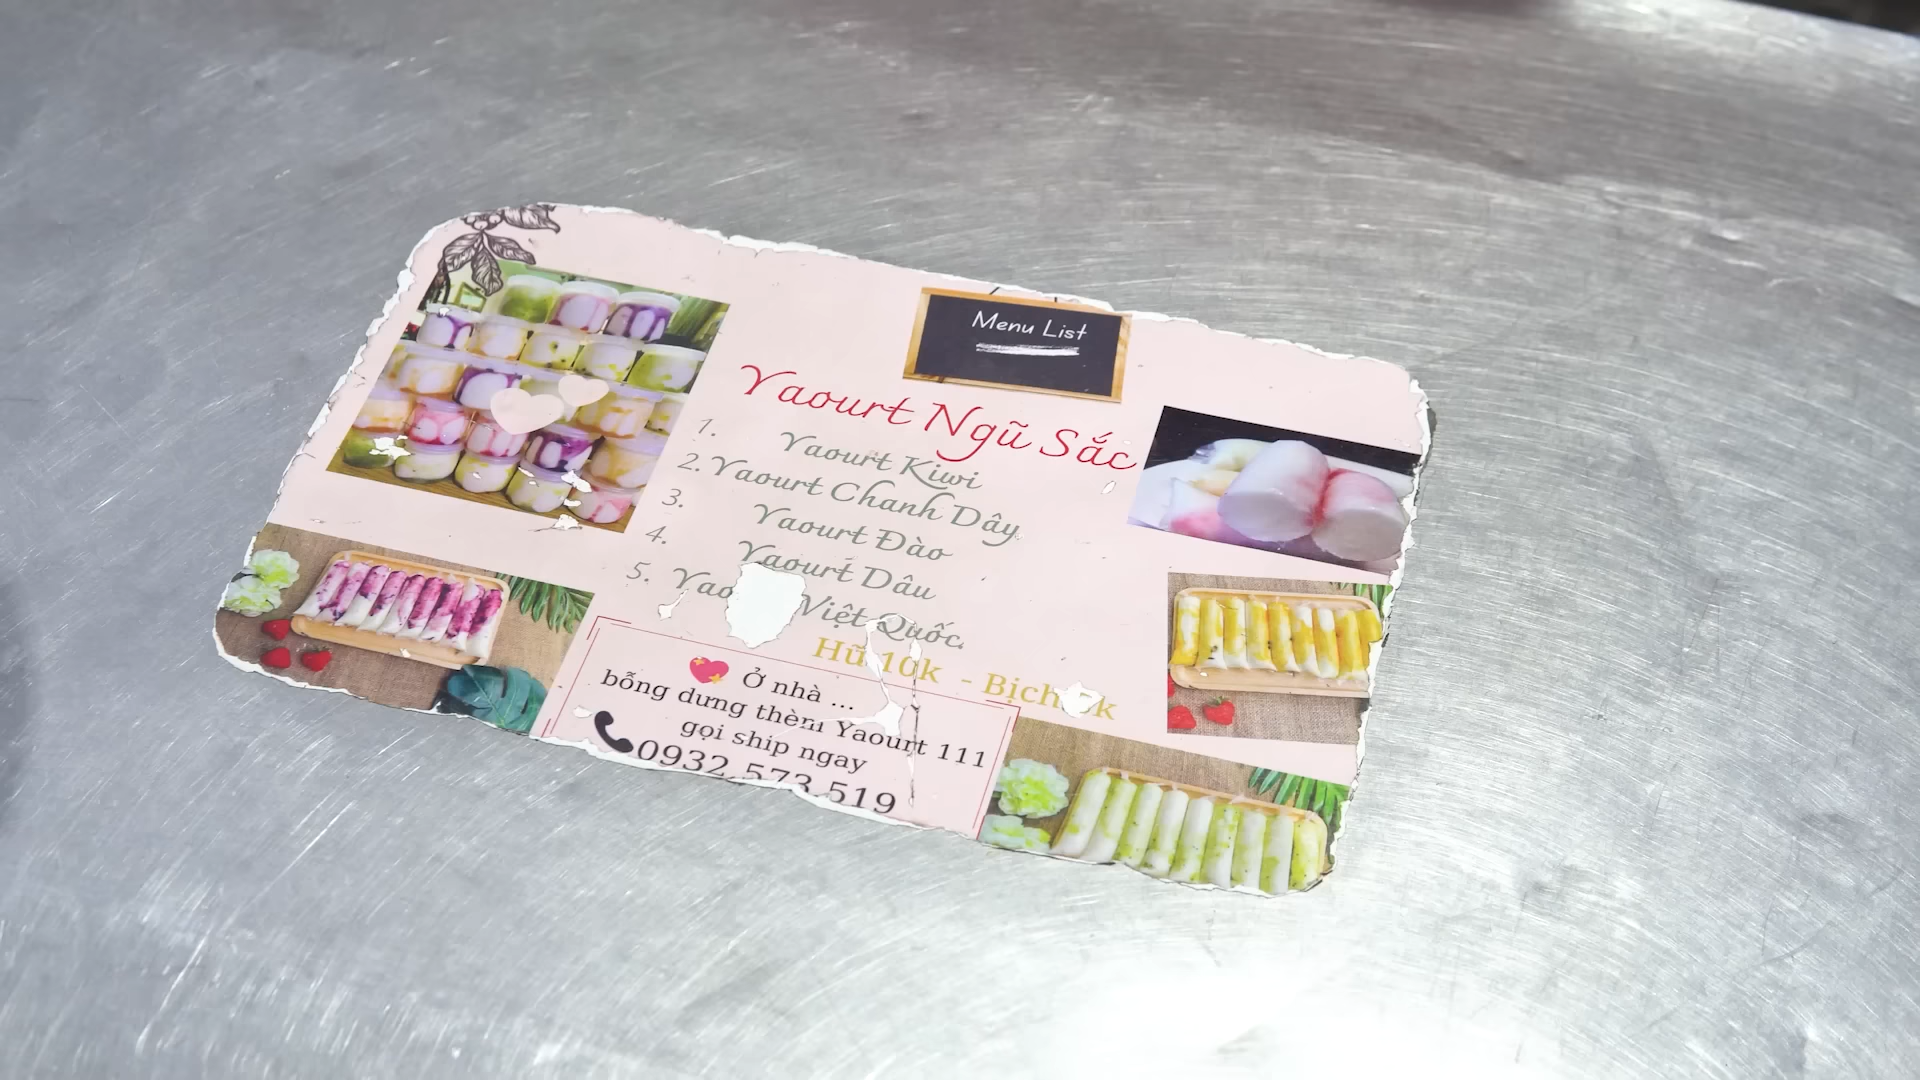 Menu List
Yaourt Ngũ Sắc
1. Yaourt Kiwi
2. Yaourt Chanh Dây
3. Yaourt Đào
4. Yaourt Dâu
5. Việt Quốc
Hũ 10k - Bịch
Ở nhà ...
bỗng dưng thèm Yaourt 111
gọi ship ngay
0932 573 519